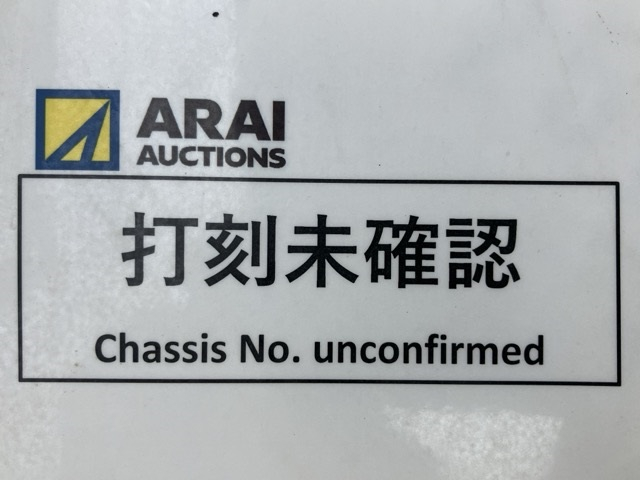 ARAI
AUCTIONS
打刻未確認
Chassis No. unconfirmed